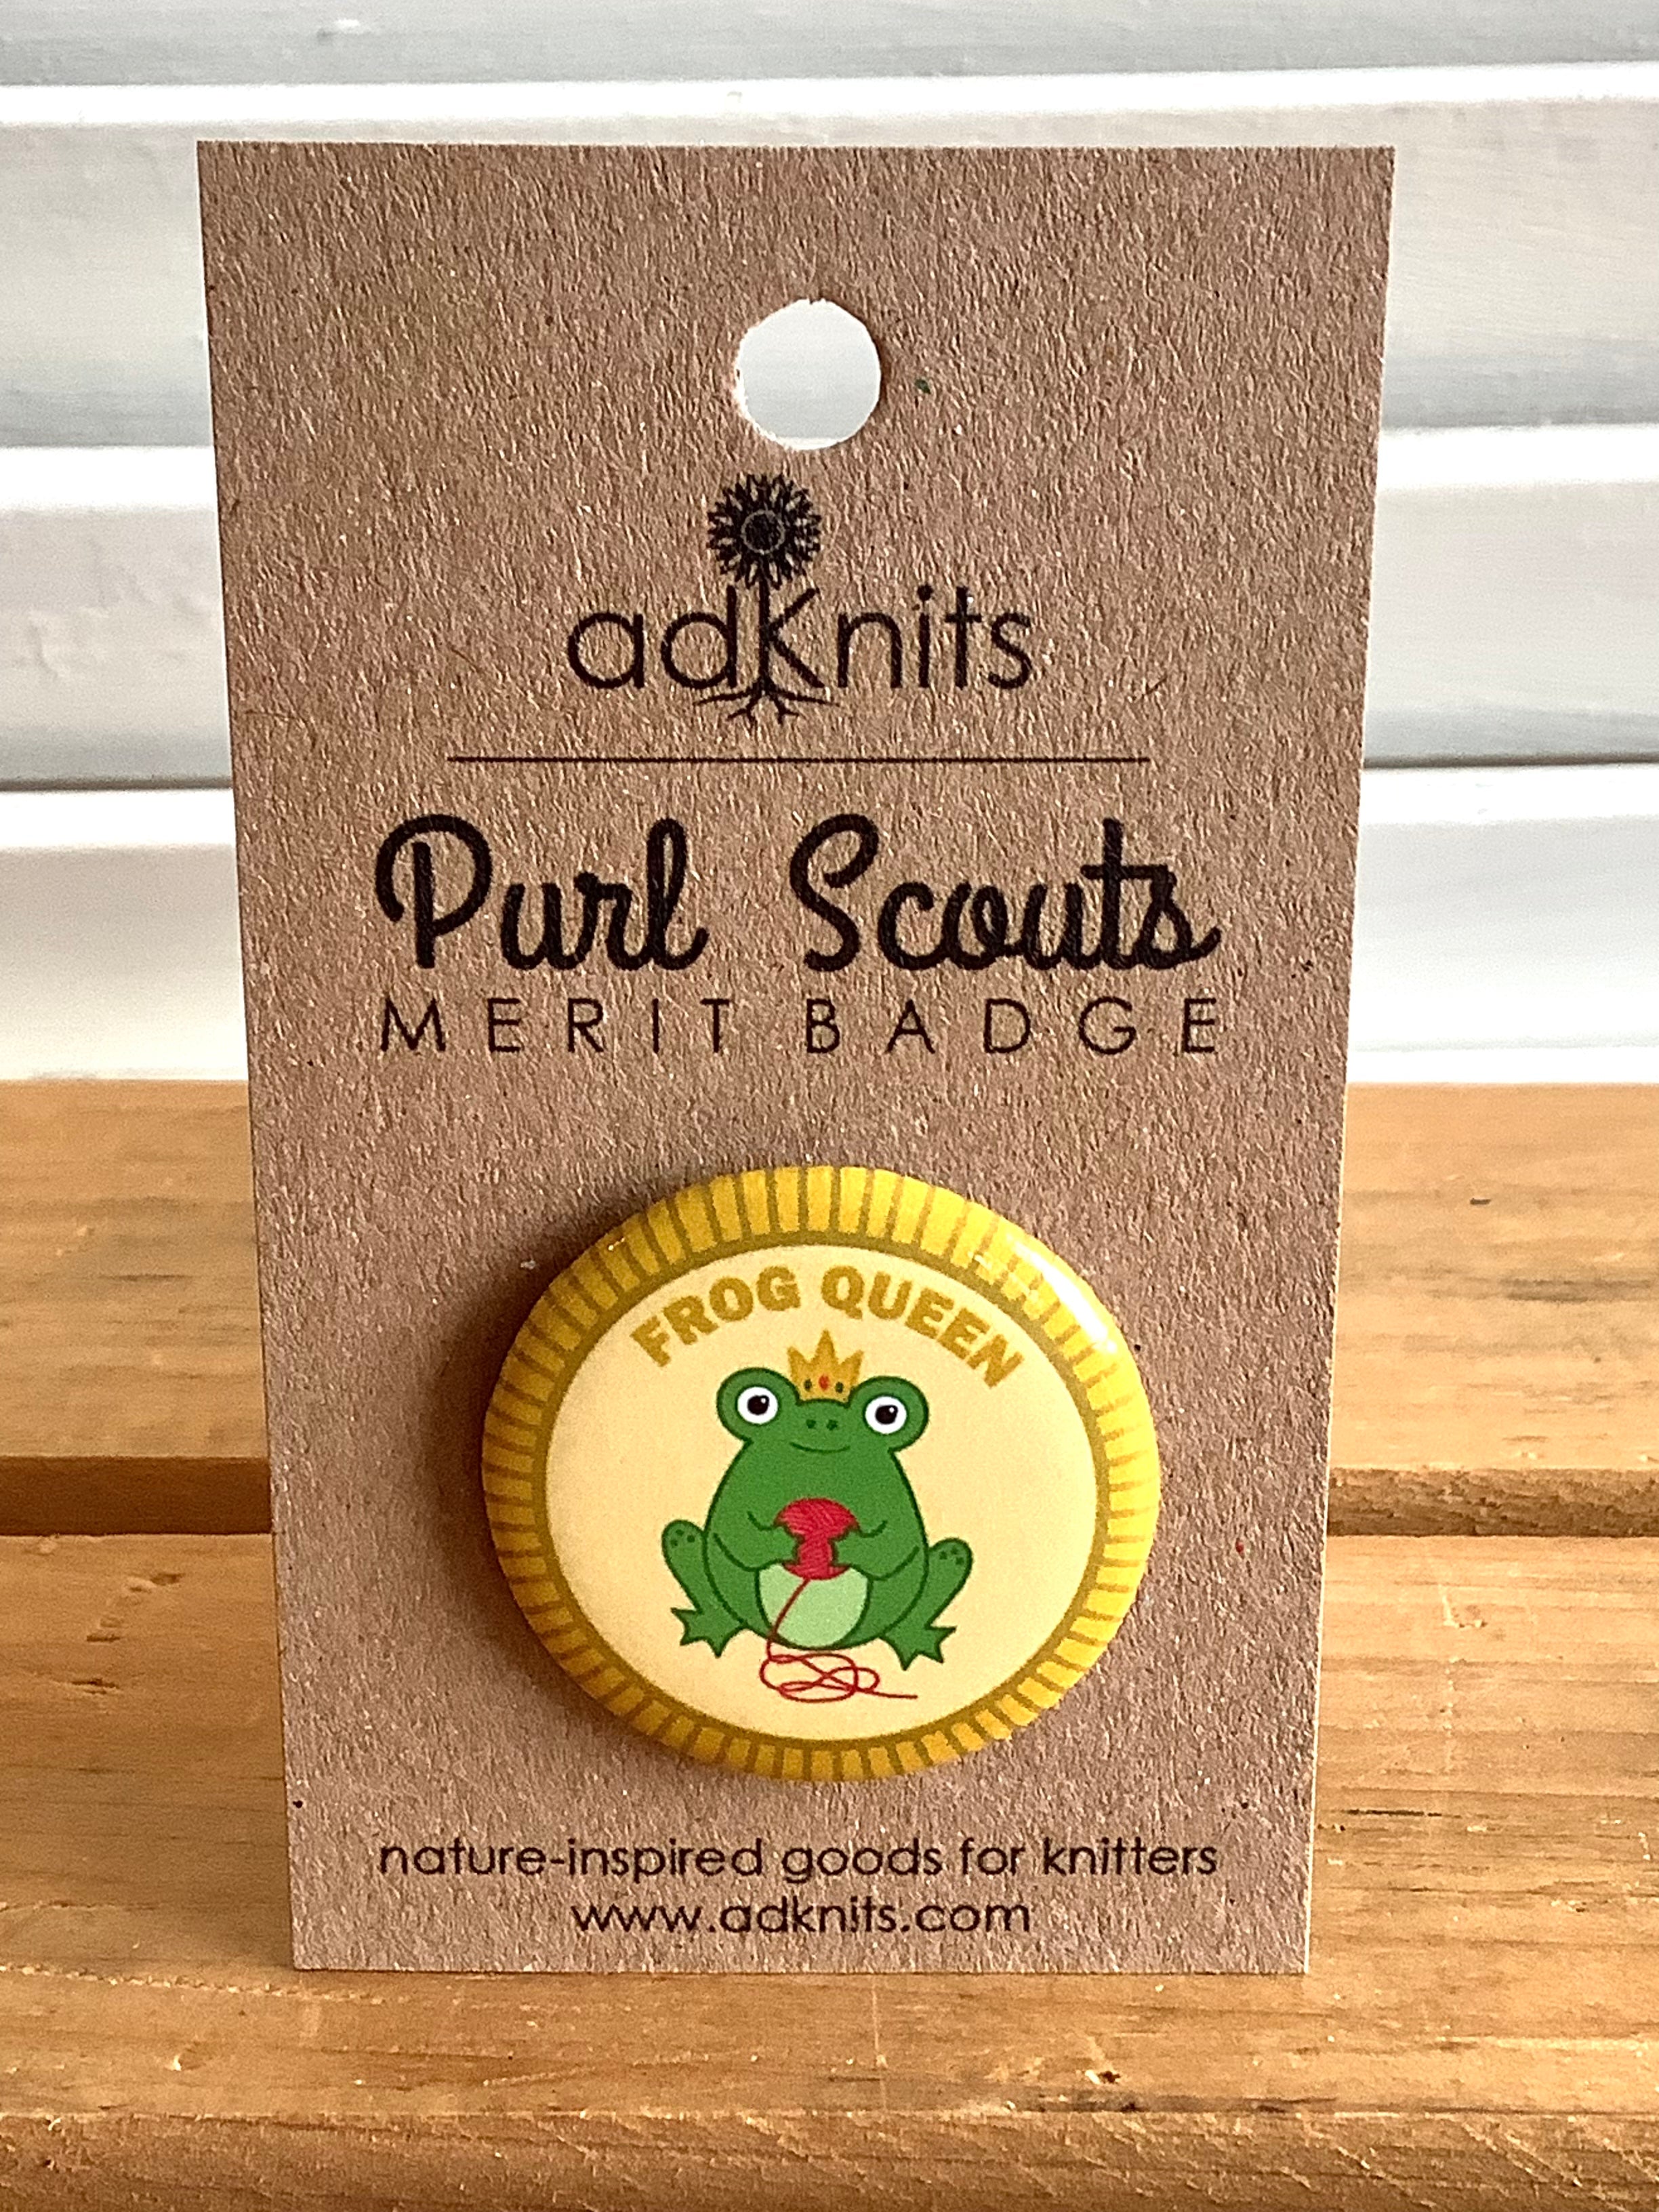 adKnits
Purl Scouts
MERIT BADGE
FROG QUEEN
nature-inspired goods for knitters
www.adknits.com